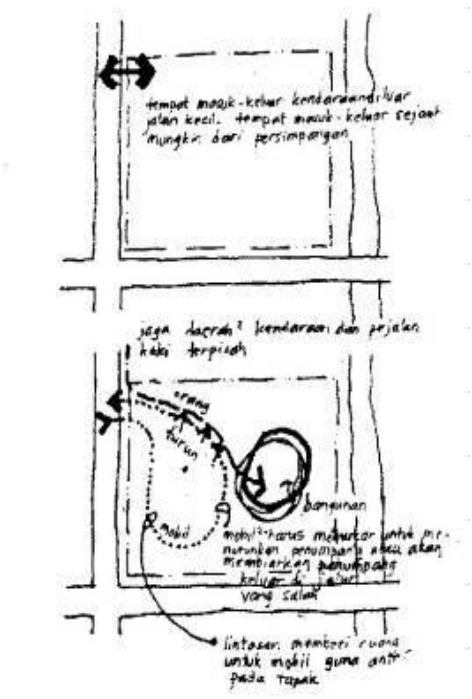 tempat masuk-keluar kendaraan diluar
jalan kecil. tempat masuk-keluar sejauh
mungkin dari persimpangan
jaga daerah² kendaraan dan pejalan
kaki terpisah
orang
turun
bangunan
mobil
mobil² harus memutar untuk me-
nurunkan penumpang atau akan
membiarkan penumpang
keluar di jalur
yang salah
lintasan memberi ruang
untuk mobil guna antri
pada tapak